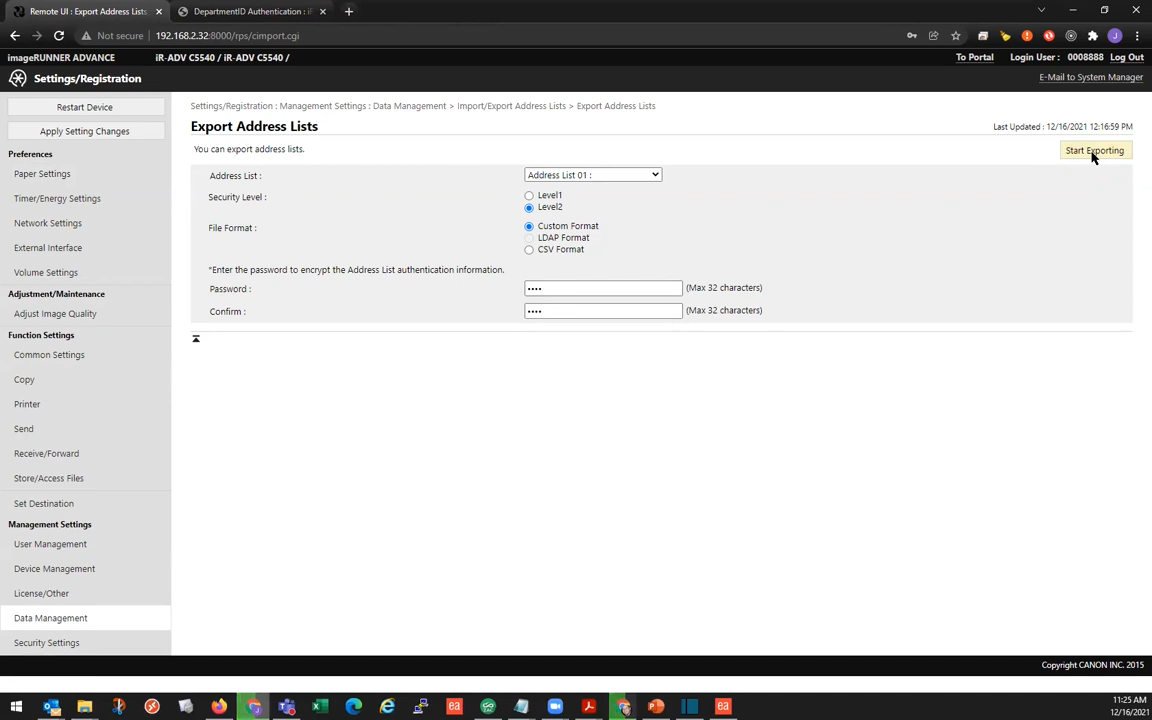 Remote UI : Export Address Lists
DepartmentID Authentication : iR
Not secure 192.168.2.32:8000/rps/cimport.cgi
imageRUNNER ADVANCE iR-ADV C5540 / iR-ADV C5540 / To Portal Login User : 0008888 Log Out
Settings/Registration E-Mail to System Manager
Restart Device
Apply Setting Changes
Preferences
Paper Settings
Timer/Energy Settings
Network Settings
External Interface
Volume Settings
Adjustment/Maintenance
Adjust Image Quality
Function Settings
Common Settings
Copy
Printer
Send
Receive/Forward
Store/Access Files
Set Destination
Management Settings
User Management
Device Management
License/Other
Data Management
Security Settings
Settings/Registration : Management Settings : Data Management > Import/Export Address Lists > Export Address Lists
Export Address Lists Last Updated : 12/16/2021 12:16:59 PM
You can export address lists. Start Exporting
Address List : Address List 01 :
Security Level : Level1
Level2
File Format : Custom Format
LDAP Format
CSV Format
*Enter the password to encrypt the Address List authentication information.
Password : •••• (Max 32 characters)
Confirm : •••• (Max 32 characters)
Copyright CANON INC. 2015
11:25 AM
12/16/2021